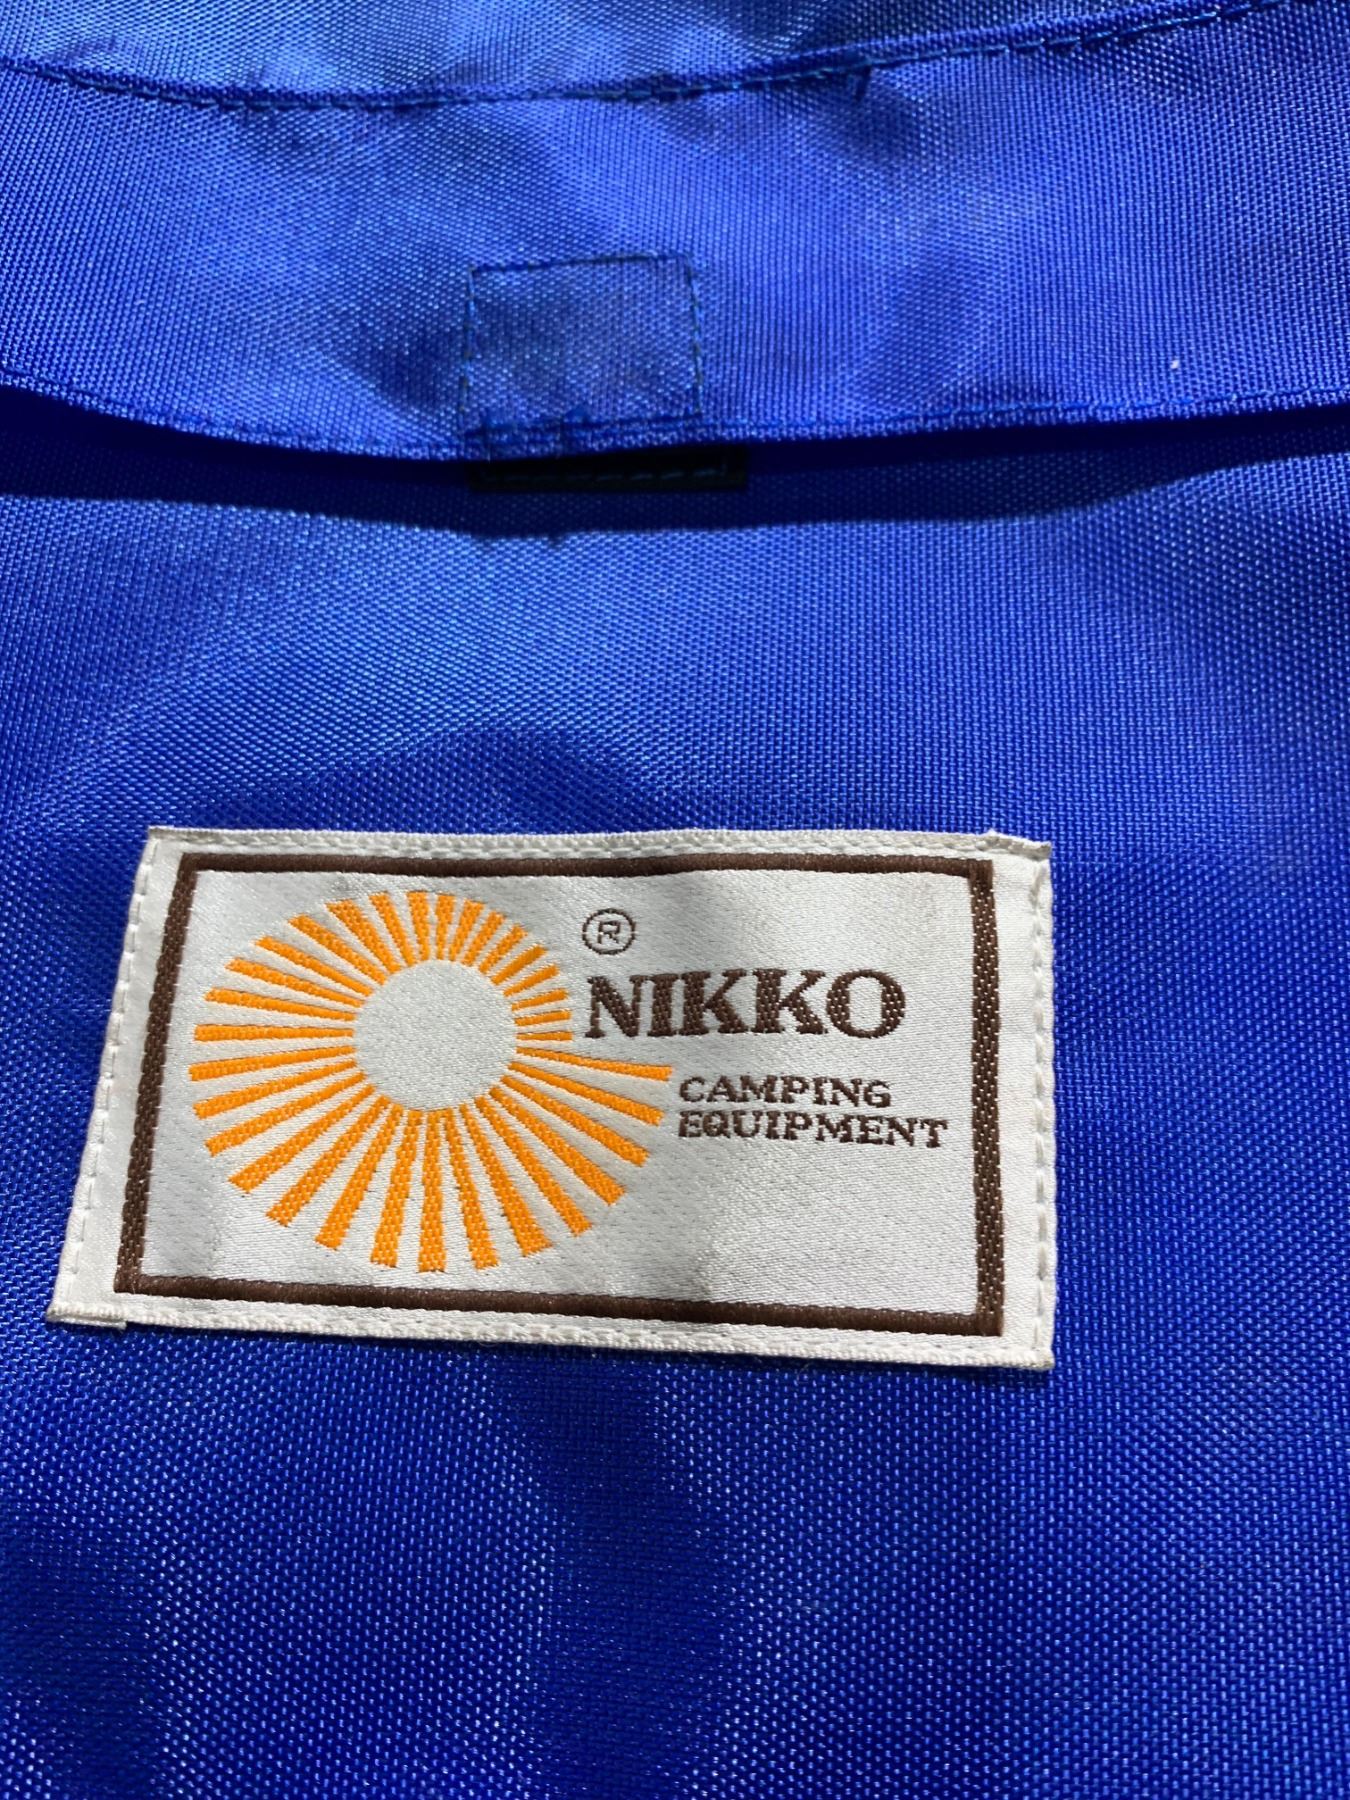 ®
NIKKO
CAMPING
EQUIPMENT